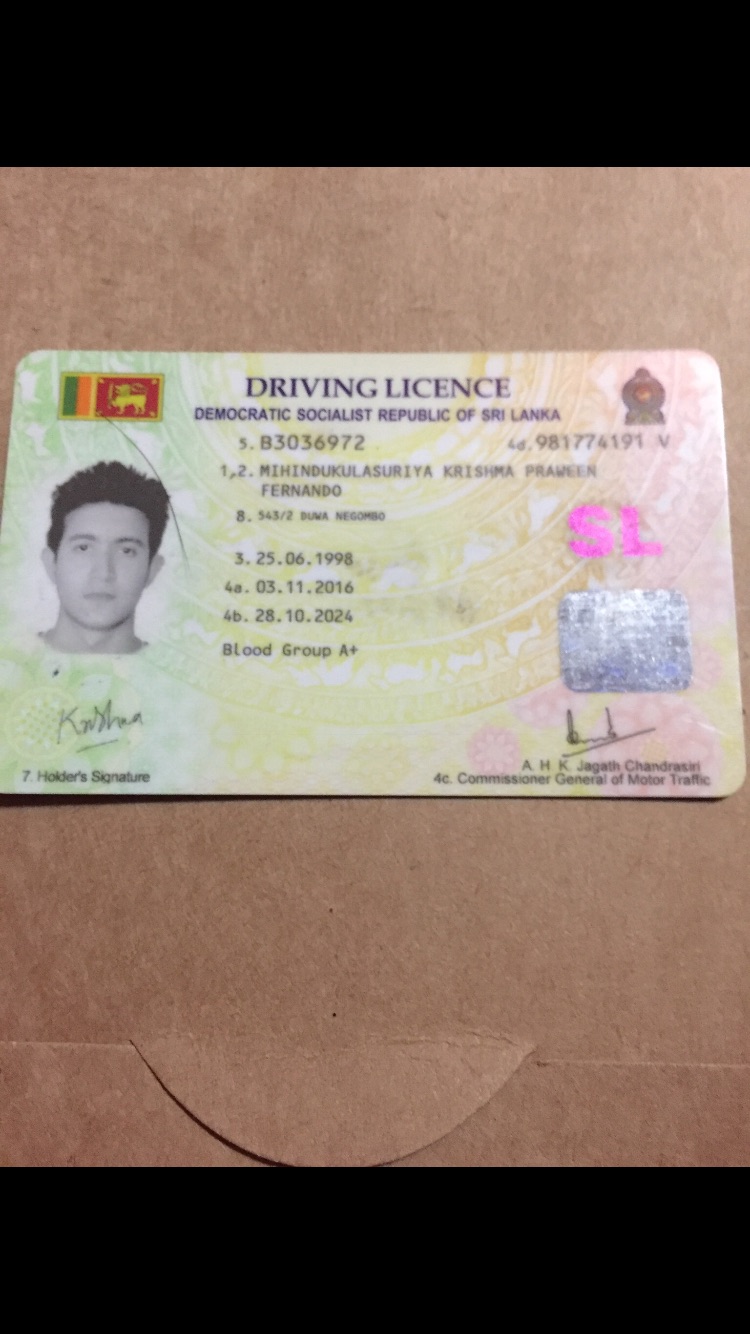 DRIVING LICENCE
DEMOCRATIC SOCIALIST REPUBLIC OF SRI LANKA
5. B3036972 4d. 981774191 V
1,2. MIHINDUKULASURIYA KRISHMA PRAWEEN
FERNANDO
8. 543/2 DUWA NEGOMBO
SL
3. 25.06.1998
4a. 03.11.2016
4b. 28.10.2024
Blood Group A+
Krishma
A. H. K. Jagath Chandrasiri
7. Holder's Signature 4c. Commissioner General of Motor Traffic